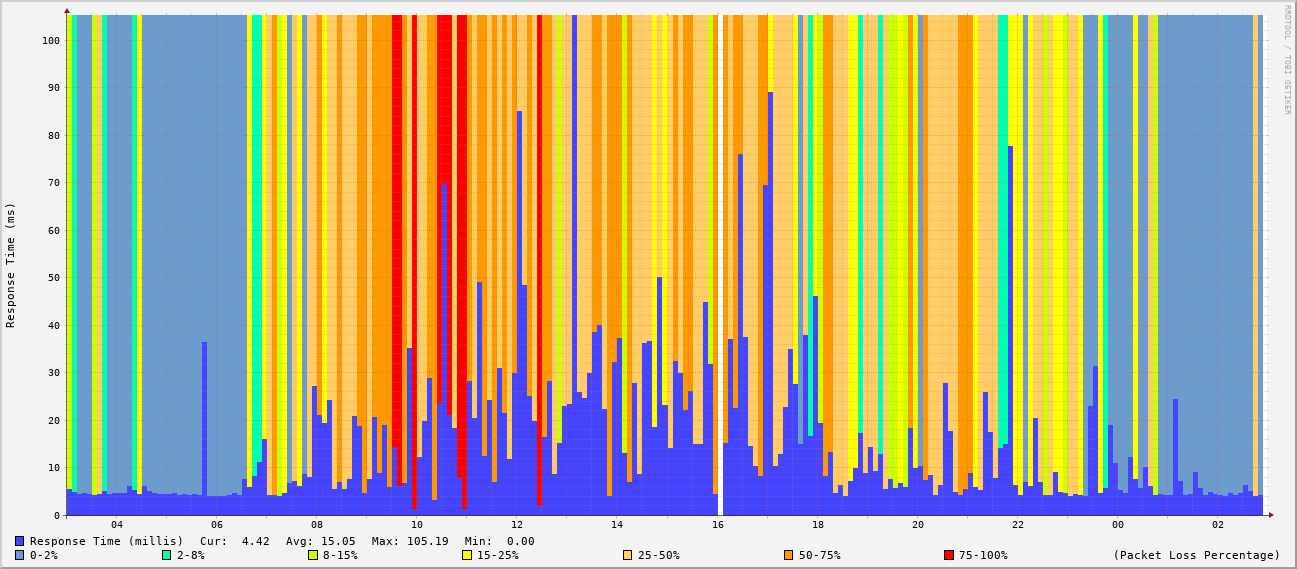 RRDTOOL / TOBI OETIKER
Response Time (ms)
100
90
80
70
60
50
40
30
20
10
0
04 06 08 10 12 14 16 18 20 22 00 02
Response Time (millis) Cur: 4.42 Avg: 15.05 Max: 105.19 Min: 0.00
0-2% 2-8% 8-15% 15-25% 25-50% 50-75% 75-100% (Packet Loss Percentage)